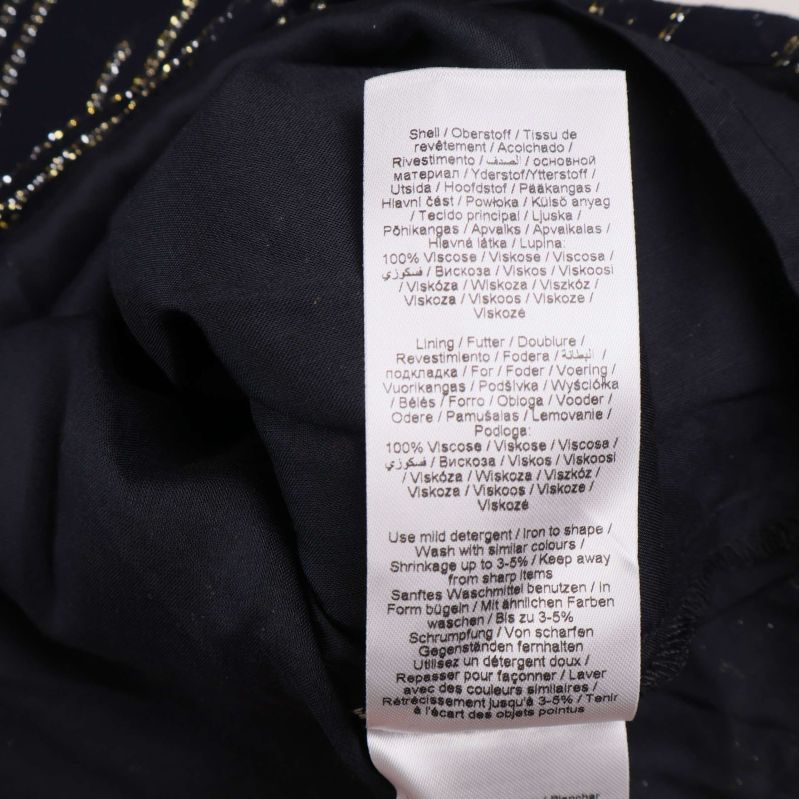 Shell / Oberstoff / Tissu de
revêtement / Acolchado /
Rivestimento / الصدف / основной
материал / Yderstof/Ytterstoff /
Utsida / Hoofdstof / Pääkangas /
Hlavní část / Powłoka / Külső anyag
/ Tecido principal / Ljuska /
Põhikangas / Apvalks / Apvalkalas /
Hlavná látka / Lupina:
100% Viscose / Viskose / Viscosa /
فسكوزي / Вискоза / Viskos / Viskoosi
/ Viskóza / Wiskoza / Viszkóz /
Viskoza / Viskoos / Viskoze /
Viskozė
Lining / Futter / Doublure /
Revestimiento / Fodera / البطانة /
подкладка / For / Foder / Voering /
Vuorikangas / Podšívka / Wyściółka
/ Bélés / Forro / Obloga / Vooder /
Odere / Pamušalas / Lemovanie /
Podloga:
100% Viscose / Viskose / Viscosa /
فسكوزي / Вискоза / Viskos / Viskoosi
/ Viskóza / Wiskoza / Viszkóz /
Viskoza / Viskoos / Viskoze /
Viskozė
Use mild detergent / Iron to shape /
Wash with similar colours /
Shrinkage up to 3-5% / Keep away
from sharp items
Sanftes Waschmittel benutzen / In
Form bügeln / Mit ähnlichen Farben
waschen / Bis zu 3-5%
Schrumpfung / Von scharfen
Gegenständen fernhalten
Utilisez un détergent doux /
Repasser pour façonner / Laver
avec des couleurs similaires /
Rétrécissement jusqu'à 3-5% / Tenir
à l'écart des objets pointus